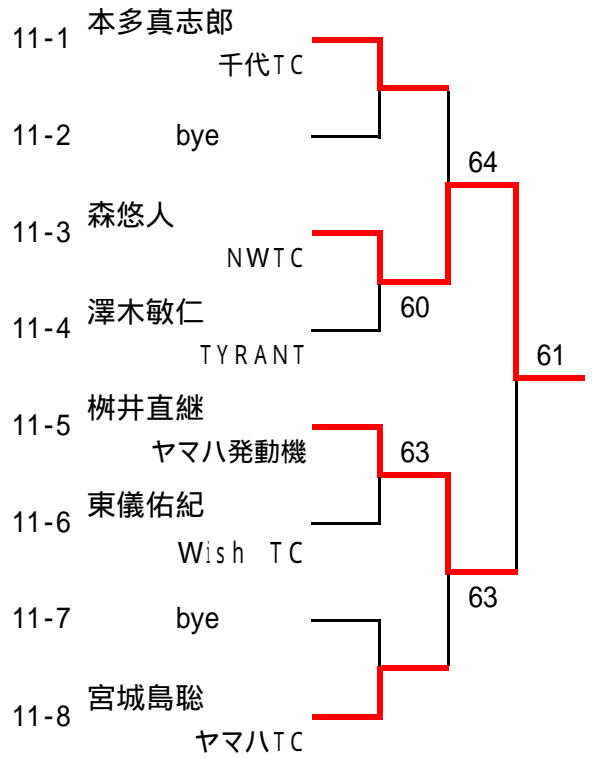 11-1 本多真志郎
千代TC
11-2 bye
64
11-3 森悠人
NWTC
11-4 澤木敏仁
60
TYRANT
61
11-5 桝井直継
ヤマハ発動機
63
11-6 東儀佑紀
Wish TC
63
11-7 bye
11-8 宮城島聡
ヤマハTC